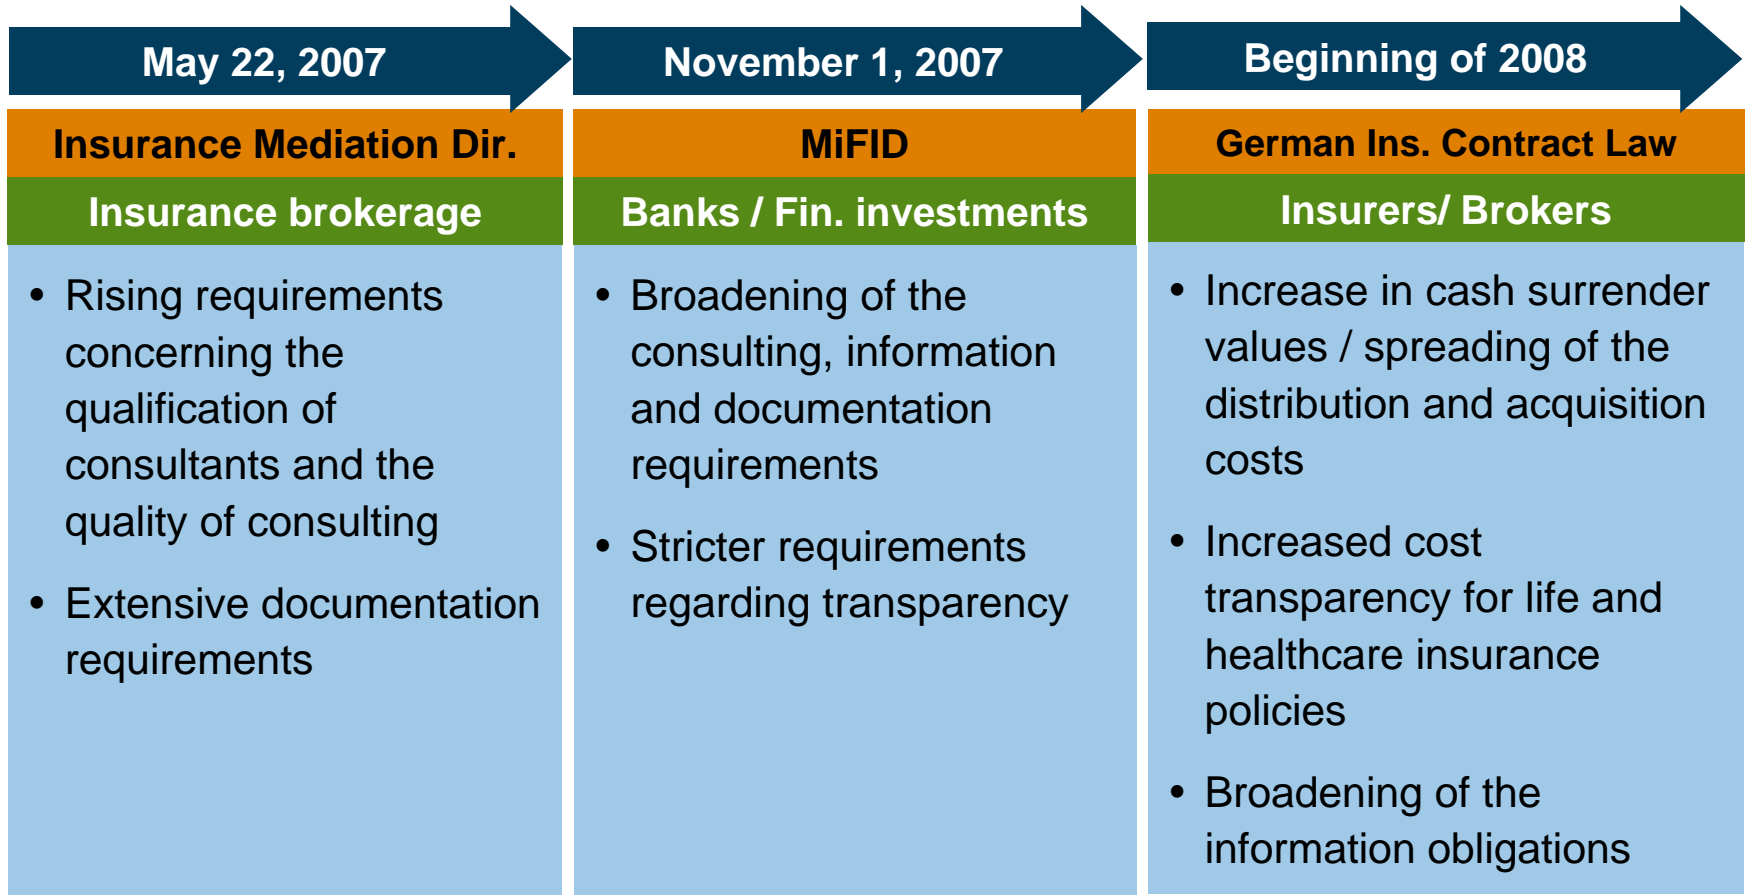 May 22, 2007
Insurance Mediation Dir.
Insurance brokerage
• Rising requirements
concerning the
qualification of
consultants and the
quality of consulting
• Extensive documentation
requirements
November 1, 2007
MiFID
Banks / Fin. investments
• Broadening of the
consulting, information
and documentation
requirements
• Stricter requirements
regarding transparency
Beginning of 2008
German Ins. Contract Law
Insurers/ Brokers
• Increase in cash surrender
values / spreading of the
distribution and acquisition
costs
• Increased cost
transparency for life and
healthcare insurance
policies
• Broadening of the
information obligations